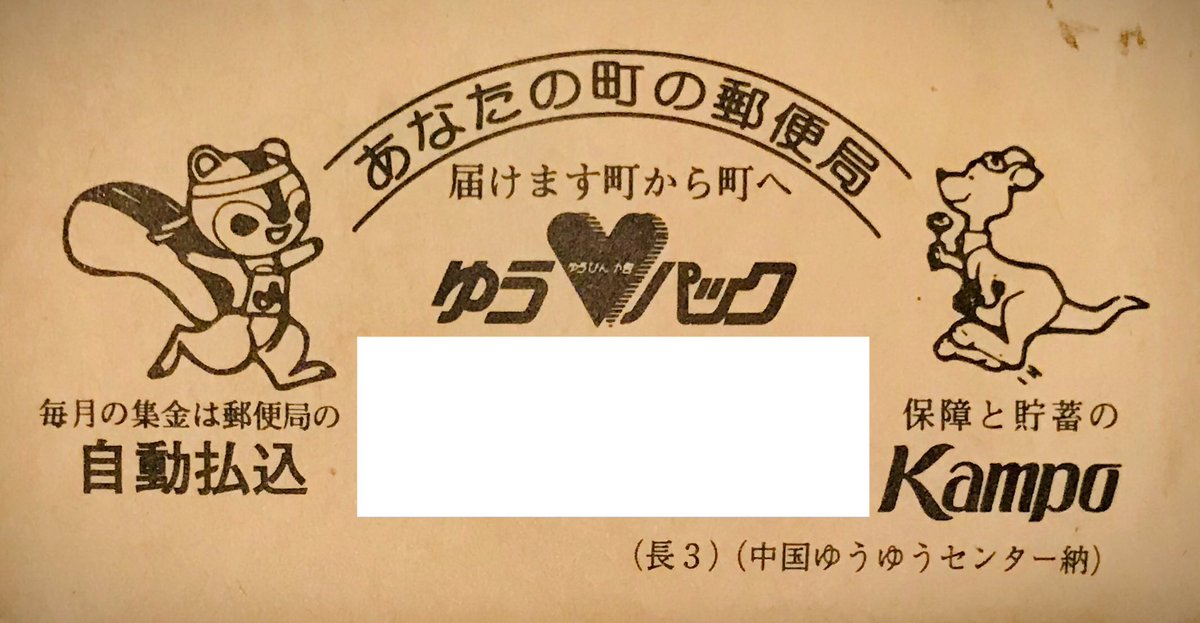 あなたの町の郵便局
届けます町から町へ
ゆうパック
毎月の集金は郵便局の
自動払込
保障と貯蓄の
Kampo
(長3)(中国ゆうゆうセンター納)